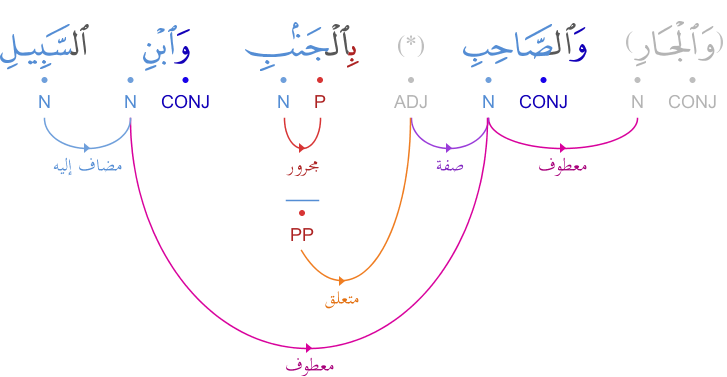 (وَٱلْجَارِ) وَٱلصَّاحِبِ (*) بِٱلْجَنۢبِ وَٱبْنِ ٱلسَّبِيلِ
CONJ N CONJ N ADJ P N CONJ N N
معطوف صفة مجرور مضاف إليه
PP
متعلق
معطوف